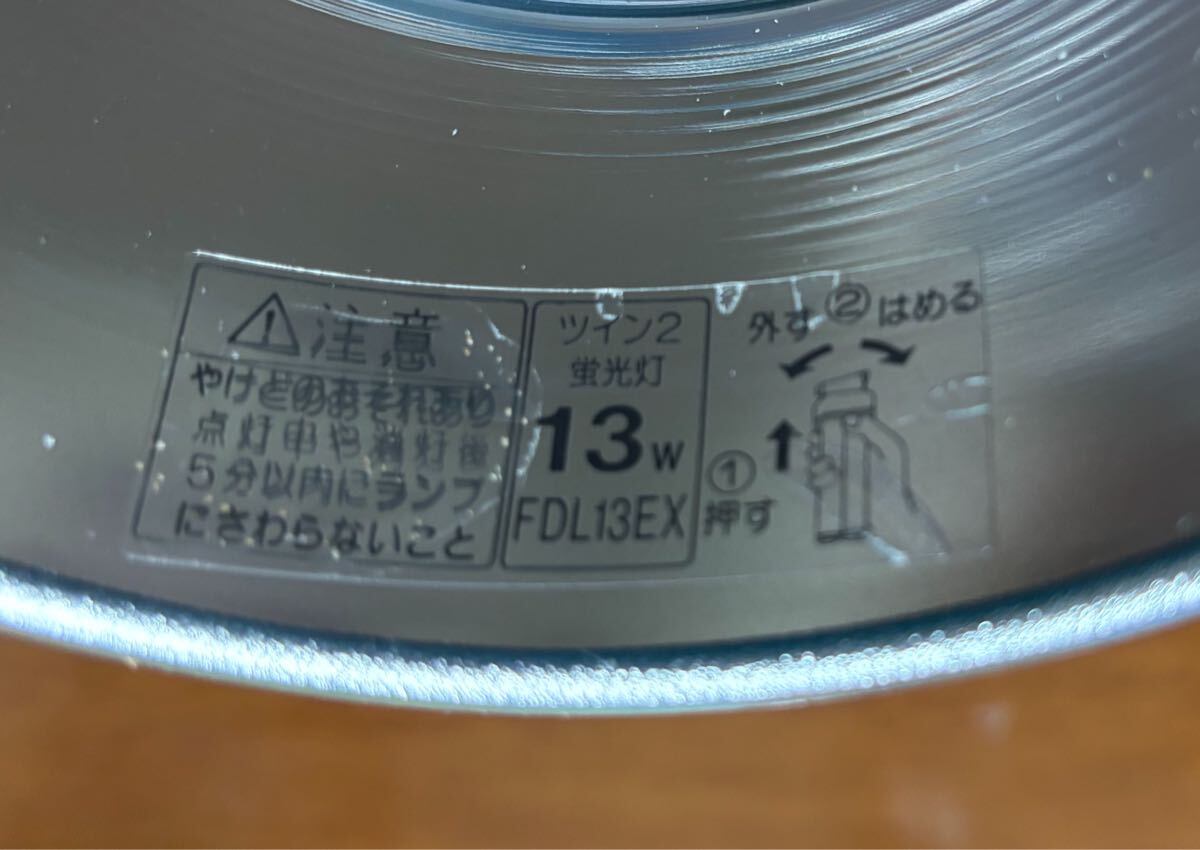 ⚠注意
やけどのおそれあり
点灯中や消灯後
5分以内にランプ
にさわらないこと
ツイン2
蛍光灯
13W
FDL13EX
外す②はめる
①
押す